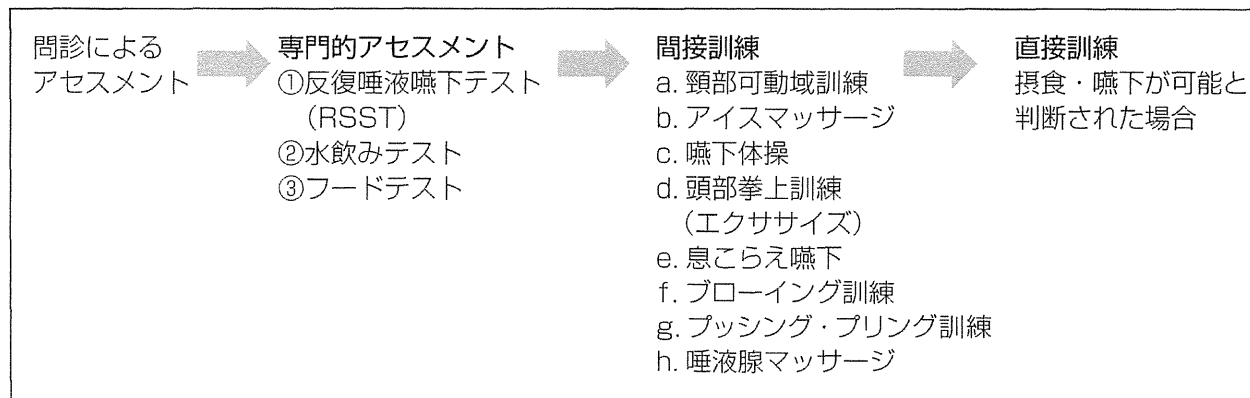 問診による
アセスメント
専門的アセスメント
①反復唾液嚥下テスト
(RSST)
②水飲みテスト
③フードテスト
間接訓練
a. 頸部可動域訓練
b. アイスマッサージ
c. 嚥下体操
d. 頭部拳上訓練
(エクササイズ)
e. 息こらえ嚥下
f. ブローイング訓練
g. プッシング・プリング訓練
h. 唾液腺マッサージ
直接訓練
摂食・嚥下が可能と
判断された場合